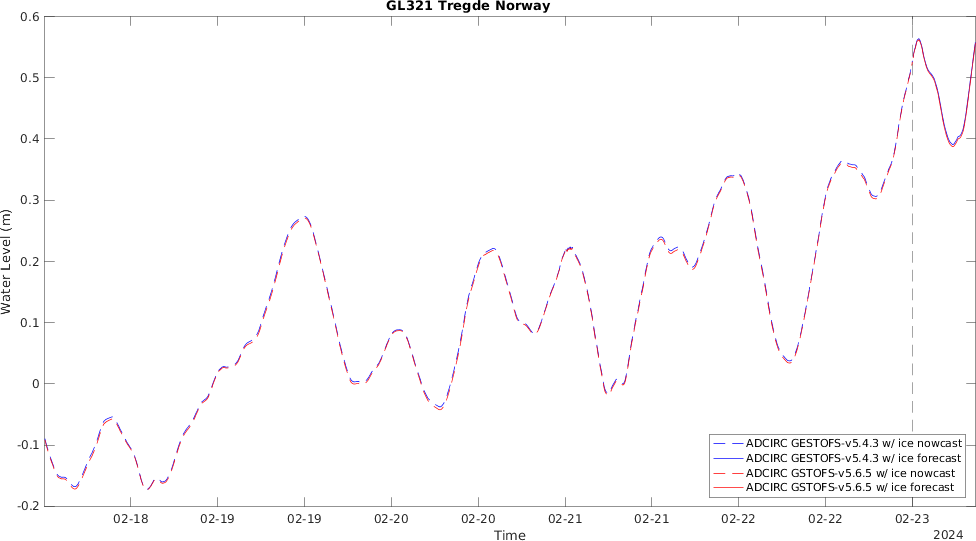 GL321 Tregde Norway
0.6
0.5
0.4
0.3
0.2
0.1
0
-0.1
-0.2
Water Level (m)
ADCIRC GESTOFS-v5.4.3 w/ ice nowcast
ADCIRC GESTOFS-v5.4.3 w/ ice forecast
ADCIRC GSTOFS-v5.6.5 w/ ice nowcast
ADCIRC GSTOFS-v5.6.5 w/ ice forecast
02-18 02-19 02-19 02-20 02-20 02-21 02-21 02-22 02-22 02-23
Time
2024